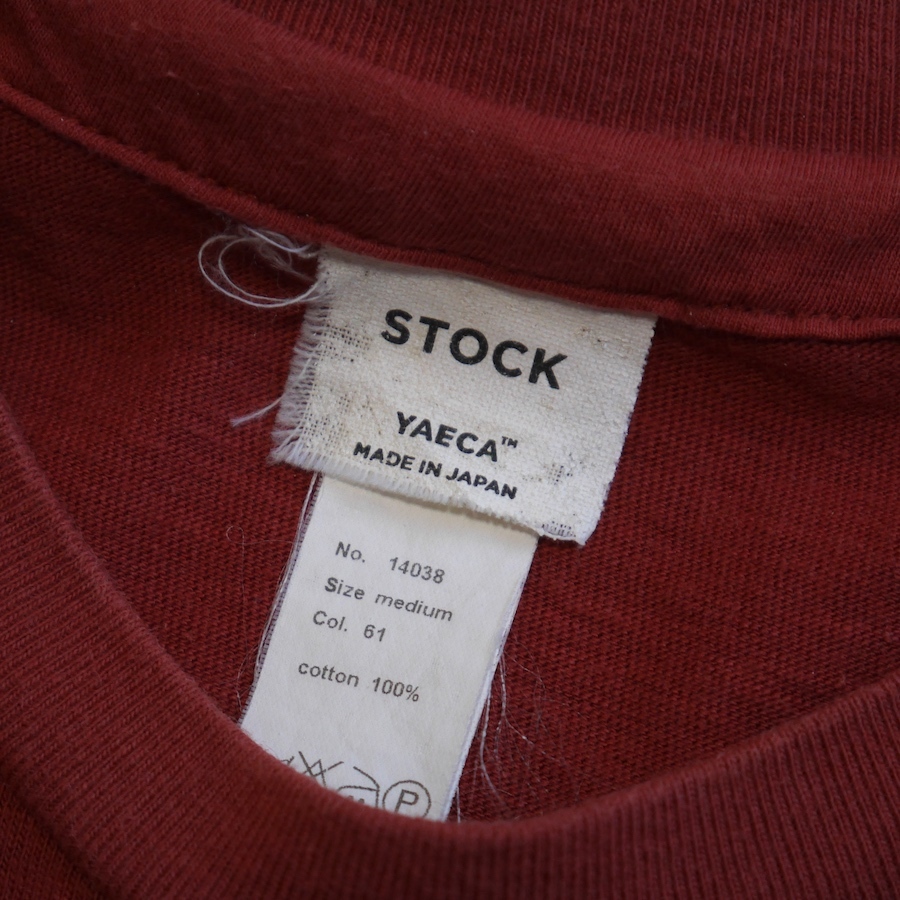 STOCK
YAECA™
MADE IN JAPAN
No. 14038
Size medium
Col. 61
cotton 100%
P